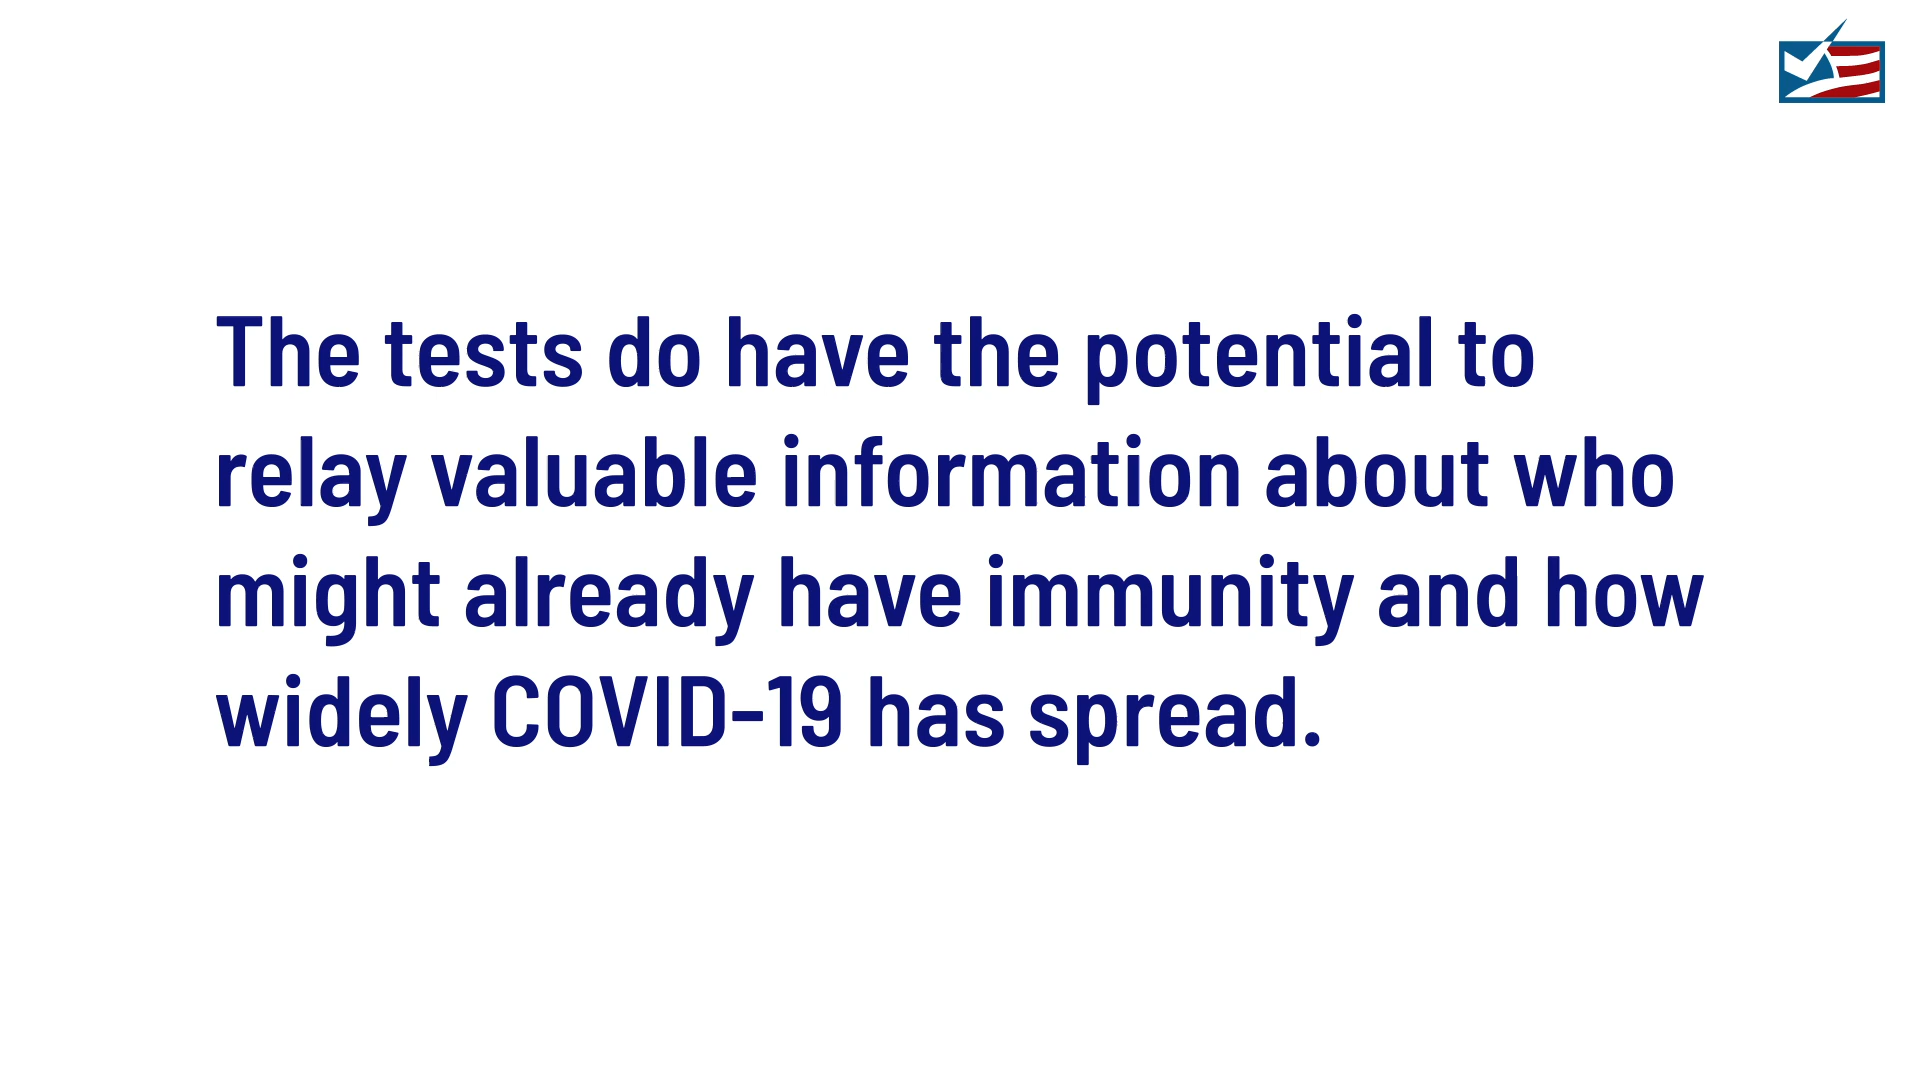 The tests do have the potential to
relay valuable information about who
might already have immunity and how
widely COVID-19 has spread.